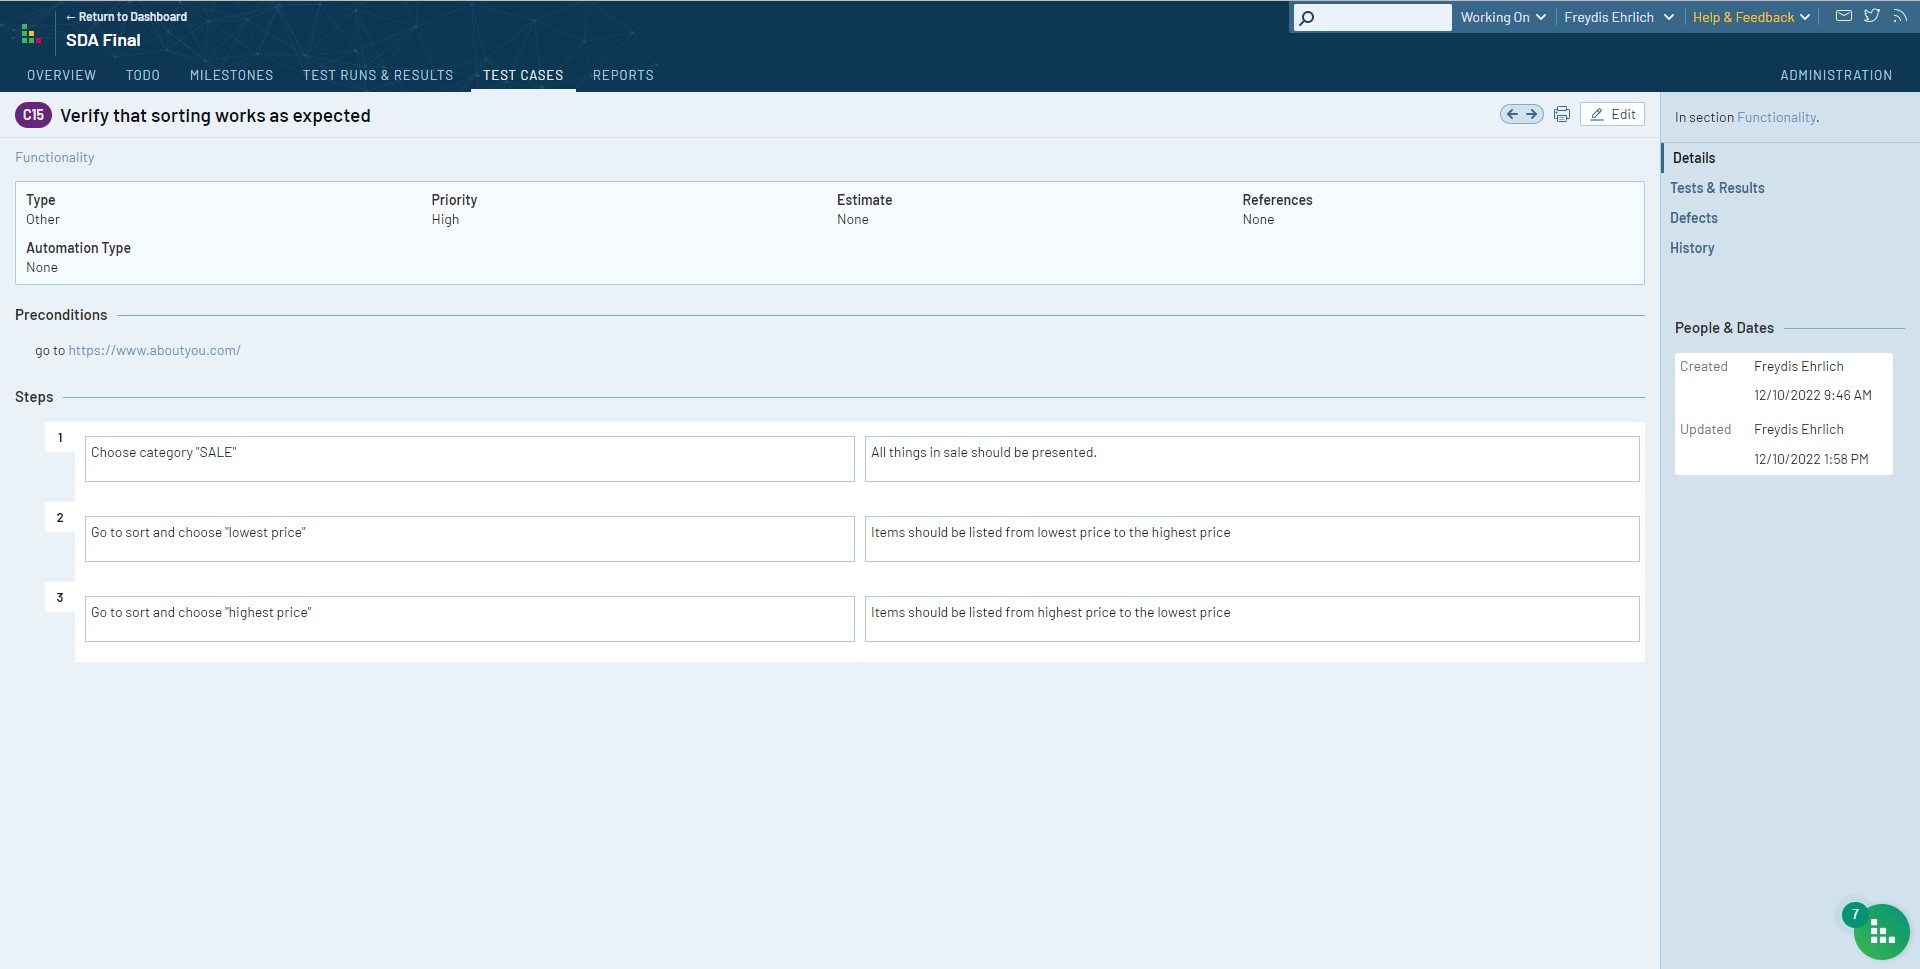 ← Return to Dashboard
SDA Final
Working On
Freydis Ehrlich
Help & Feedback
OVERVIEW
TODO
MILESTONES
TEST RUNS & RESULTS
TEST CASES
REPORTS
ADMINISTRATION
C15
Verify that sorting works as expected
Edit
Functionality
Type
Other
Priority
High
Estimate
None
References
None
Automation Type
None
Preconditions
go to https://www.aboutyou.com/
Steps
1
Choose category "SALE"
All things in sale should be presented.
2
Go to sort and choose "lowest price"
Items should be listed from lowest price to the highest price
3
Go to sort and choose "highest price"
Items should be listed from highest price to the lowest price
In section Functionality.
Details
Tests & Results
Defects
History
People & Dates
Created
Freydis Ehrlich
12/10/2022 9:46 AM
Updated
Freydis Ehrlich
12/10/2022 1:58 PM
7